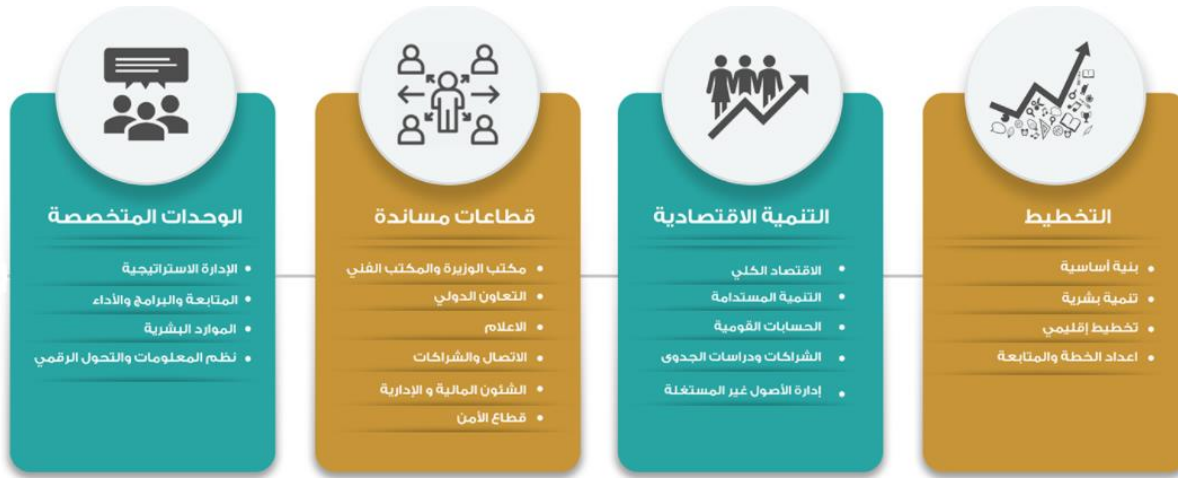 التخطيط
• بنية أساسية
• تنمية بشرية
• تخطيط إقليمي
• اعداد الخطة والمتابعة
التنمية الاقتصادية
• الاقتصاد الكلي
• التنمية المستدامة
• الحسابات القومية
• الشراكات ودراسات الجدوى
• إدارة الأصول غير المستغلة
قطاعات مساندة
• مكتب الوزيرة والمكتب الفني
• التعاون الدولي
• الاعلام
• الاتصال والشراكات
• الشئون المالية و الإدارية
• قطاع الأمن
الوحدات المتخصصة
• الإدارة الاستراتيجية
• المتابعة والبرامج والأداء
• الموارد البشرية
• نظم المعلومات والتحول الرقمي